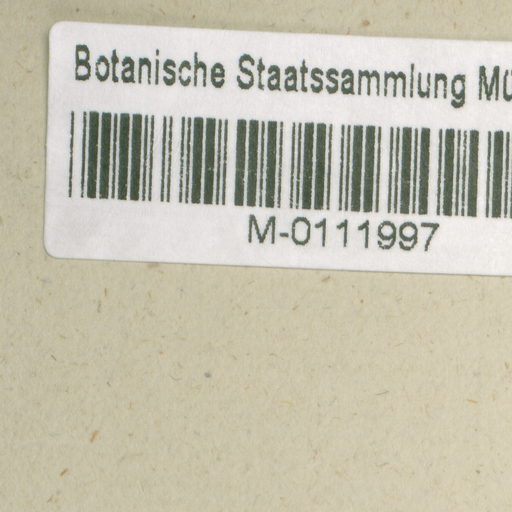 Botanische Staatssammlung Mü
M-0111997